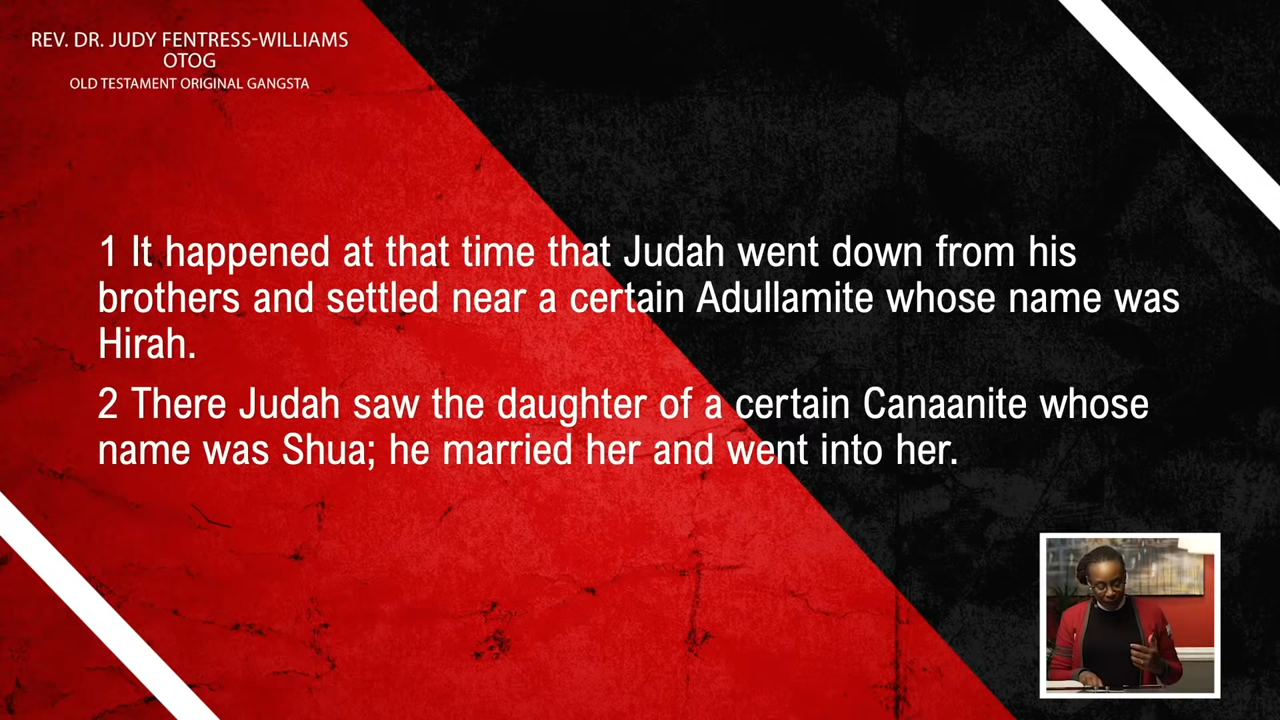 REV. DR. JUDY FENTRESS-WILLIAMS
OTOG
OLD TESTAMENT ORIGINAL GANGSTA
1 It happened at that time that Judah went down from his
brothers and settled near a certain Adullamite whose name was
Hirah.
2 There Judah saw the daughter of a certain Canaanite whose
name was Shua; he married her and went into her.